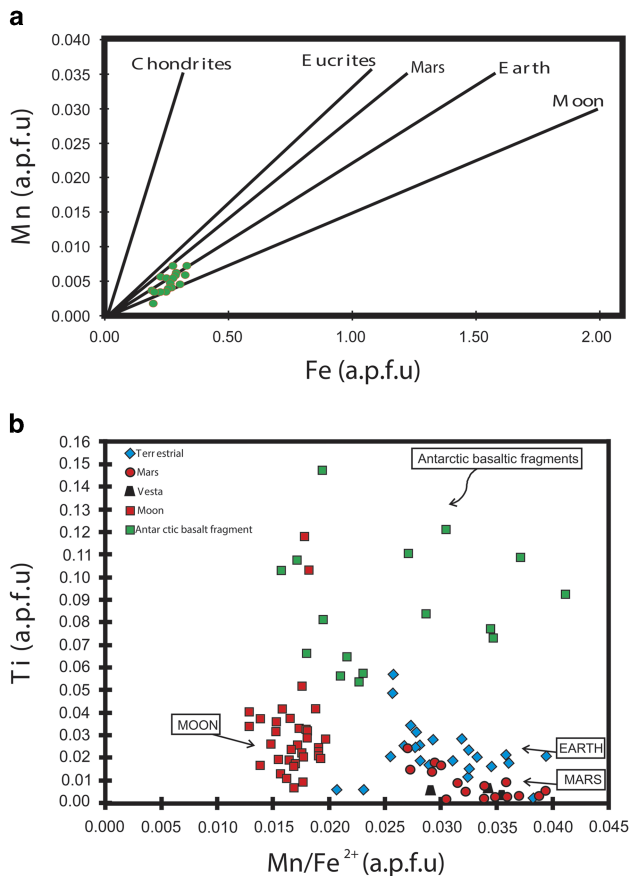 a
0.040
0.035
0.030
0.025
0.020
0.015
0.010
0.005
0.000
Mn (a.p.f.u)
Chondrites
Eucrites
Mars
Earth
Moon
0.00 0.50 1.00 1.50 2.00
Fe (a.p.f.u)
b
0.16
0.15
0.14
0.13
0.12
0.11
0.10
0.09
0.08
0.07
0.06
0.05
0.04
0.03
0.02
0.01
0.00
Ti (a.p.f.u)
Terrestrial
Mars
Vesta
Moon
Antarctic basalt fragment
Antarctic basaltic fragments
MOON
EARTH
MARS
0.000 0.005 0.010 0.015 0.020 0.025 0.030 0.035 0.040 0.045
Mn/Fe²⁺ (a.p.f.u)